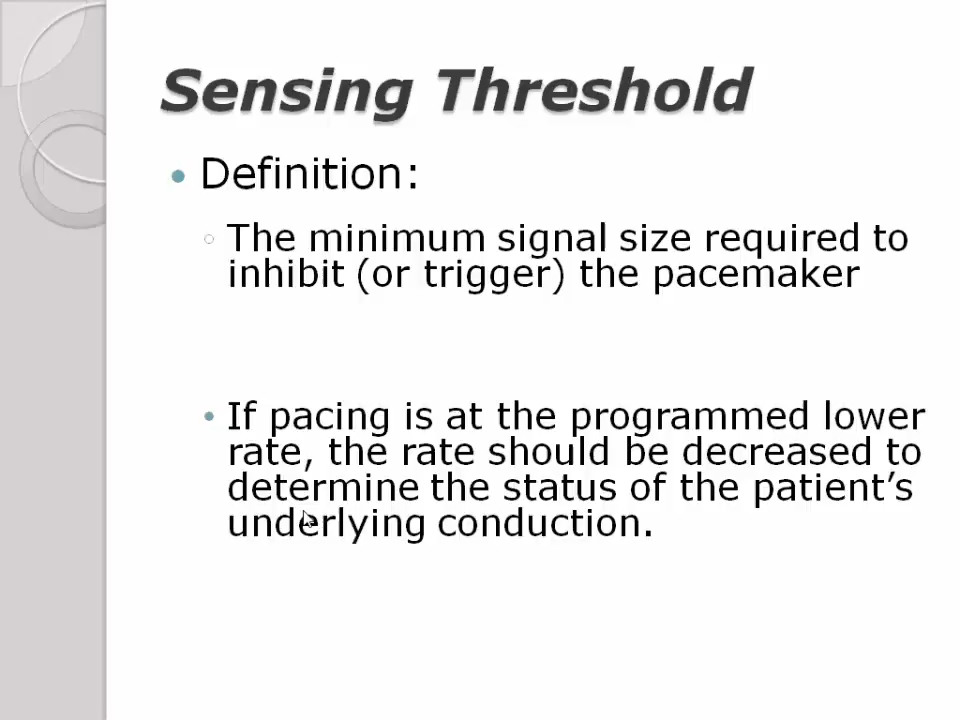 Sensing Threshold
Definition:
The minimum signal size required to
inhibit (or trigger) the pacemaker
If pacing is at the programmed lower
rate, the rate should be decreased to
determine the status of the patient’s
underlying conduction.